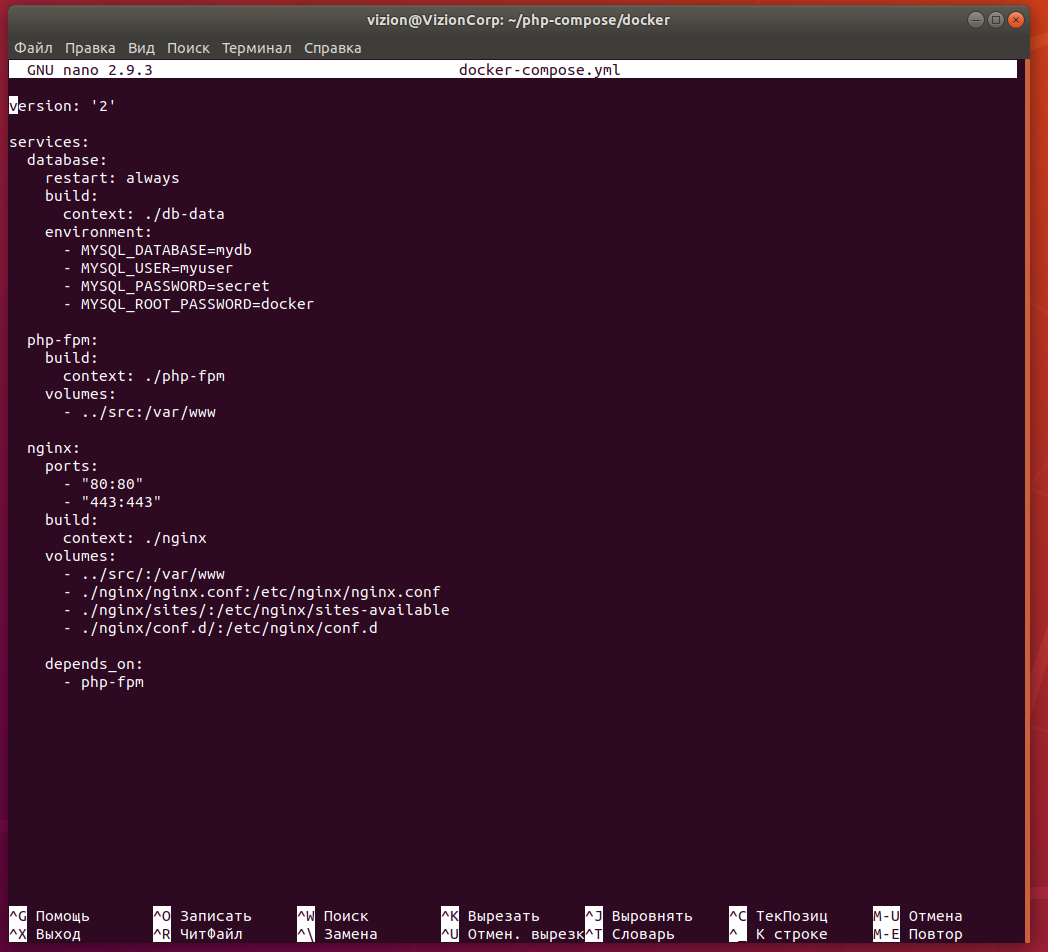 vizion@VizionCorp: ~/php-compose/docker
Файл Правка Вид Поиск Терминал Справка
GNU nano 2.9.3 docker-compose.yml
version: '2'
services:
  database:
    restart: always
    build:
      context: ./db-data
    environment:
      - MYSQL_DATABASE=mydb
      - MYSQL_USER=myuser
      - MYSQL_PASSWORD=secret
      - MYSQL_ROOT_PASSWORD=docker
  php-fpm:
    build:
      context: ./php-fpm
    volumes:
      - ../src:/var/www
  nginx:
    ports:
      - "80:80"
      - "443:443"
    build:
      context: ./nginx
    volumes:
      - ../src/:/var/www
      - ./nginx/nginx.conf:/etc/nginx/nginx.conf
      - ./nginx/sites/:/etc/nginx/sites-available
      - ./nginx/conf.d/:/etc/nginx/conf.d
    depends_on:
      - php-fpm
^G Помощь ^O Записать ^W Поиск ^K Вырезать ^J Выровнять ^C ТекПозиц M-U Отмена
^X Выход ^R ЧитФайл ^\ Замена ^U Отмен. вырезк ^T Словарь ^_ К строке M-E Повтор